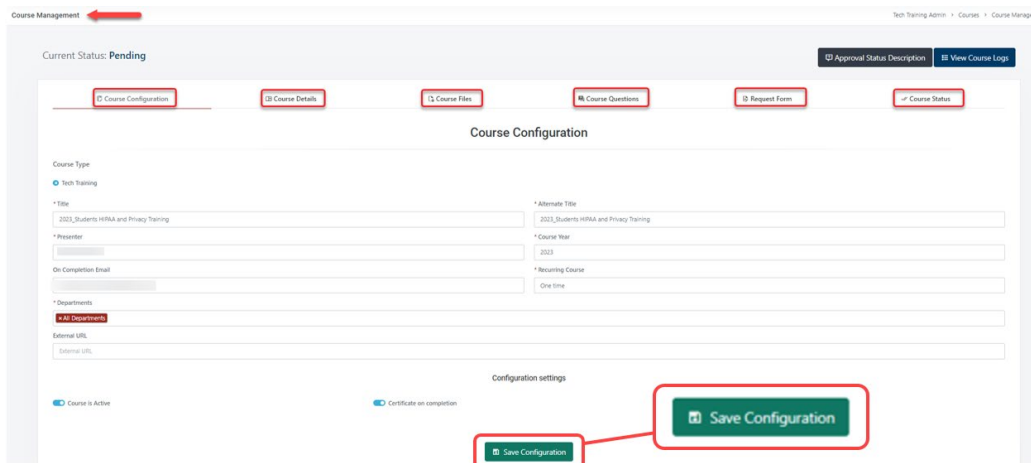 Course Management
Tech Training Admin > Courses > Course Manag
Current Status: Pending
Approval Status Description
View Course Logs
Course Configuration
Course Details
Course Files
Course Questions
Request Form
Course Status
Course Configuration
Course Type
Tech Training
* Title
* Alternate Title
2023_Students HIPAA and Privacy Training
2023_Students HIPAA and Privacy Training
* Presenter
* Course Year
2023
On Completion Email
* Recurring Course
One time
* Departments
× All Departments
External URL
External URL
Configuration settings
Course is Active
Certificate on completion
Save Configuration
Save Configuration